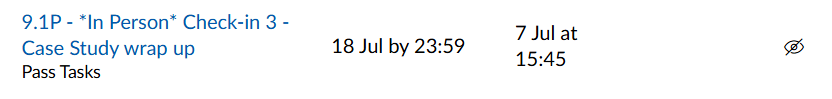 9.1P - *In Person* Check-in 3 -
Case Study wrap up
Pass Tasks
18 Jul by 23:59
7 Jul at
15:45